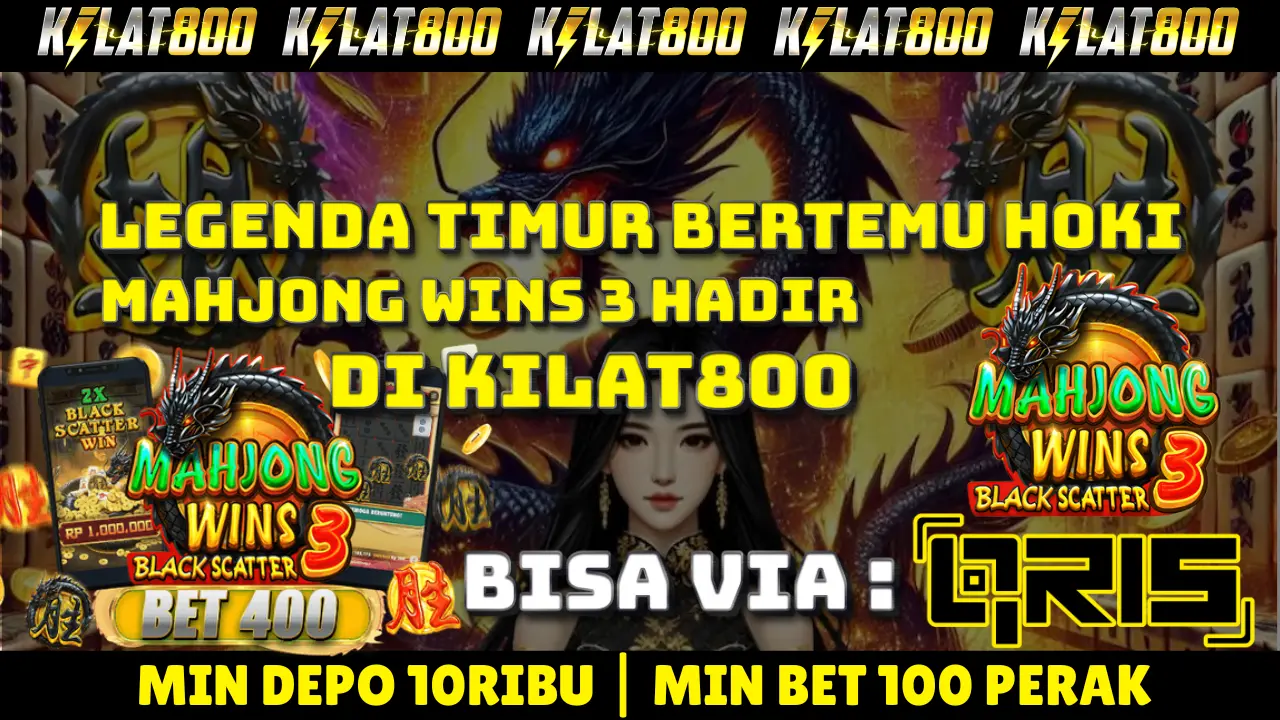 KILAT800 KILAT800 KILAT800 KILAT800 KILAT800
LEGENDA TIMUR BERTEMU HOKI
MAHJONG WINS 3 HADIR
DI KILAT800
2X
BLACK
SCATTER
WIN
RP 1,000,000
MAHJONG
WINS 3
BLACK SCATTER
BET 400
胜
胜
MAHJONG
WINS 3
BLACK SCATTER
BISA VIA :
QRIS
MIN DEPO 10RIBU | MIN BET 100 PERAK